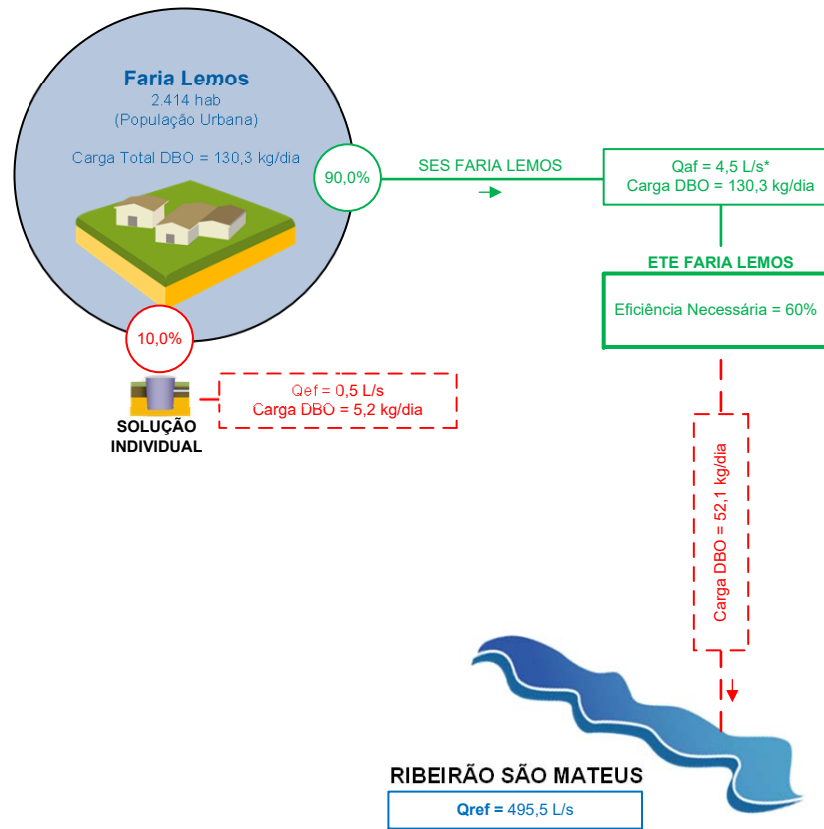 Faria Lemos
2.414 hab
(População Urbana)
Carga Total DBO = 130,3 kg/dia
90,0%
SES FARIA LEMOS
Qaf = 4,5 L/s*
Carga DBO = 130,3 kg/dia
ETE FARIA LEMOS
Eficiência Necessária = 60%
10,0%
Qef = 0,5 L/s
Carga DBO = 5,2 kg/dia
SOLUÇÃO
INDIVIDUAL
Carga DBO = 52,1 kg/dia
RIBEIRÃO SÃO MATEUS
Qref = 495,5 L/s